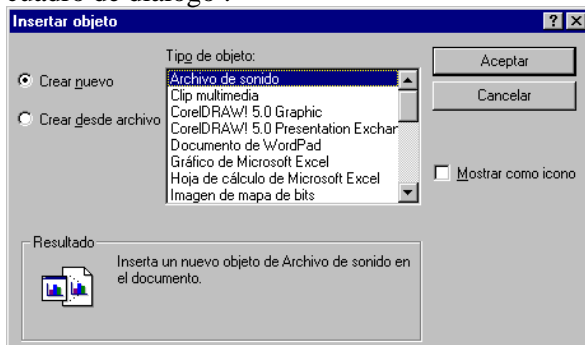 cuadro de diálogo :
Insertar objeto
Tipo de objeto:
Crear nuevo
Crear desde archivo
Archivo de sonido
Clip multimedia
CorelDRAW! 5.0 Graphic
CorelDRAW! 5.0 Presentation Exchar
Documento de WordPad
Gráfico de Microsoft Excel
Hoja de cálculo de Microsoft Excel
Imagen de mapa de bits
Aceptar
Cancelar
Mostrar como icono
Resultado
Inserta un nuevo objeto de Archivo de sonido en
el documento.